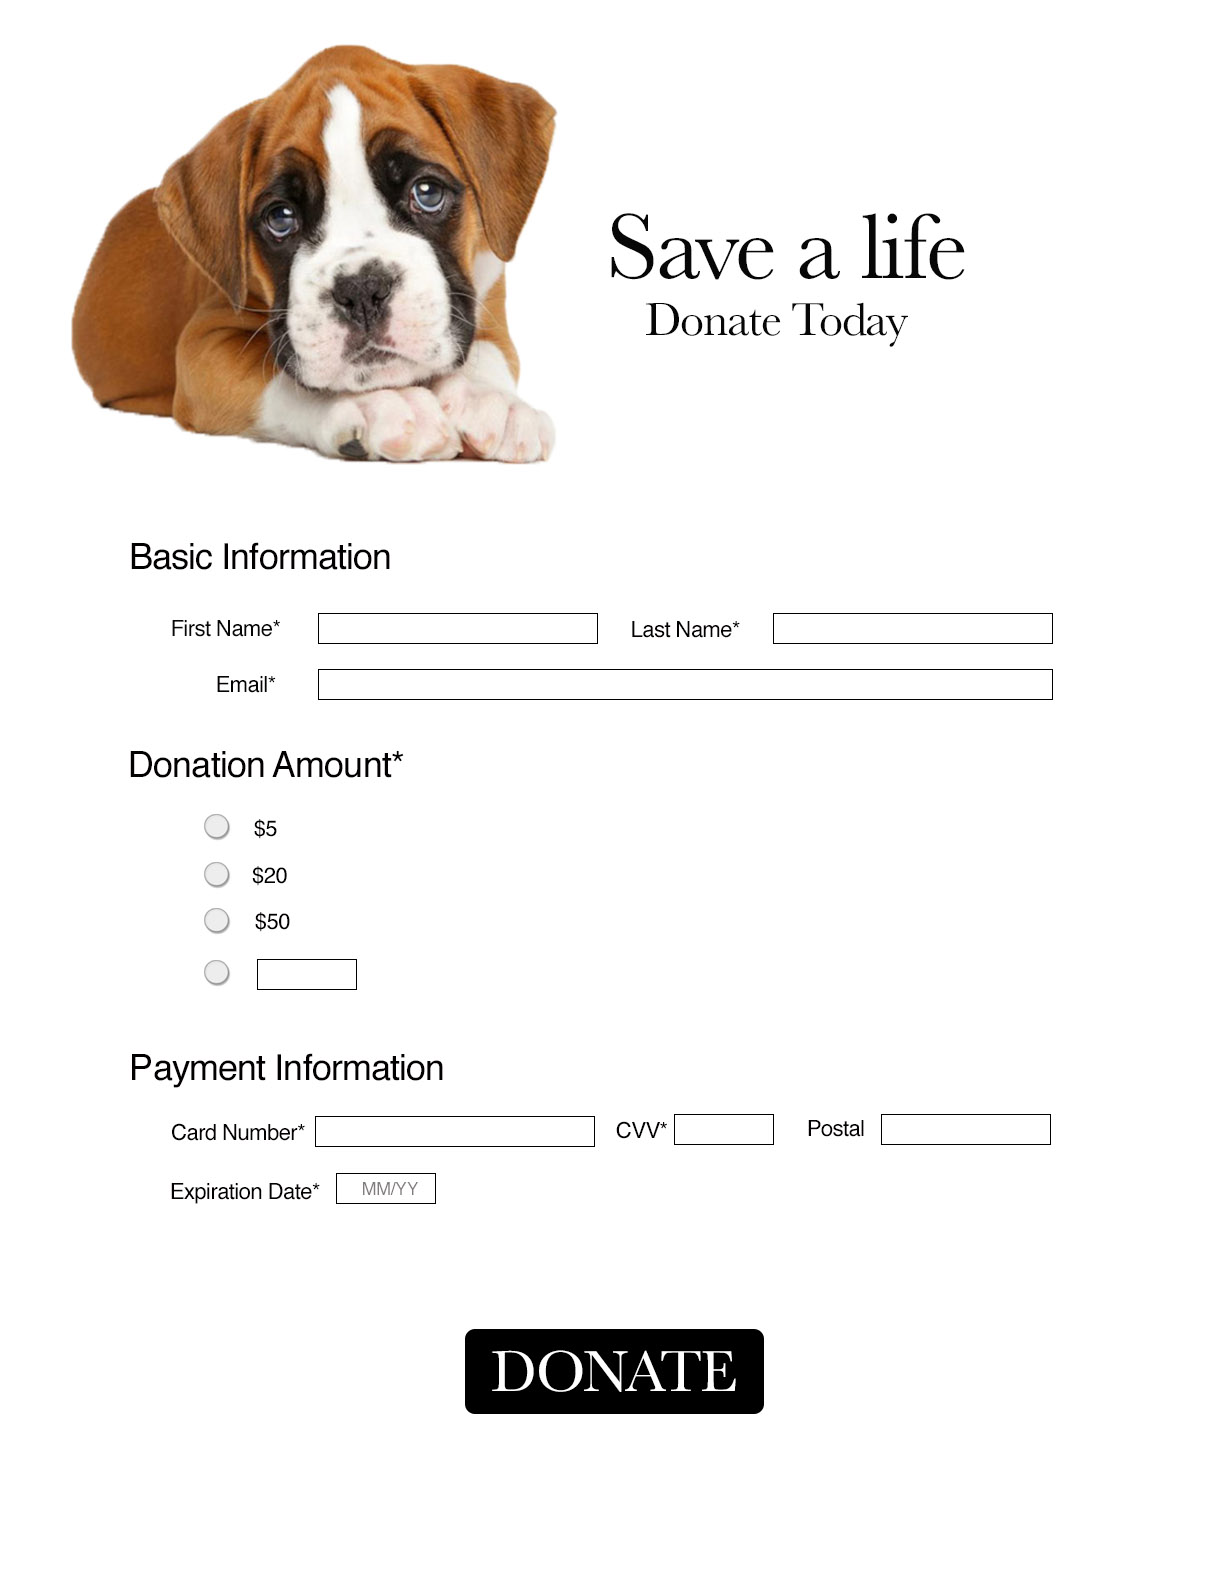 Save a life
Donate Today
Basic Information
First Name* Last Name*
Email*
Donation Amount*
$5
$20
$50
Payment Information
Card Number* CVV* Postal
Expiration Date* MM/YY
DONATE